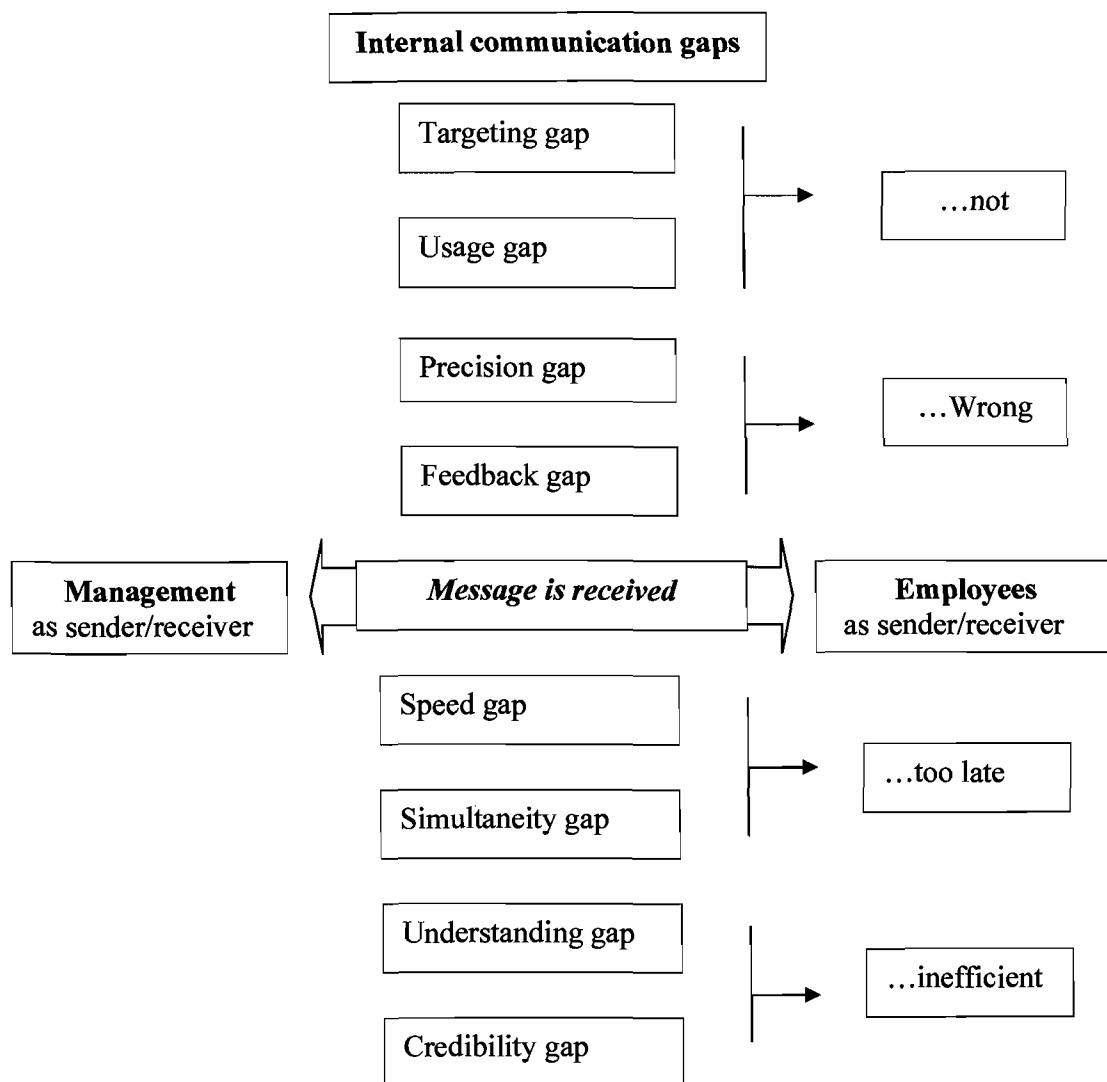 Internal communication gaps
Targeting gap
…not
Usage gap
Precision gap
…Wrong
Feedback gap
Management
as sender/receiver
Message is received
Employees
as sender/receiver
Speed gap
…too late
Simultaneity gap
Understanding gap
…inefficient
Credibility gap